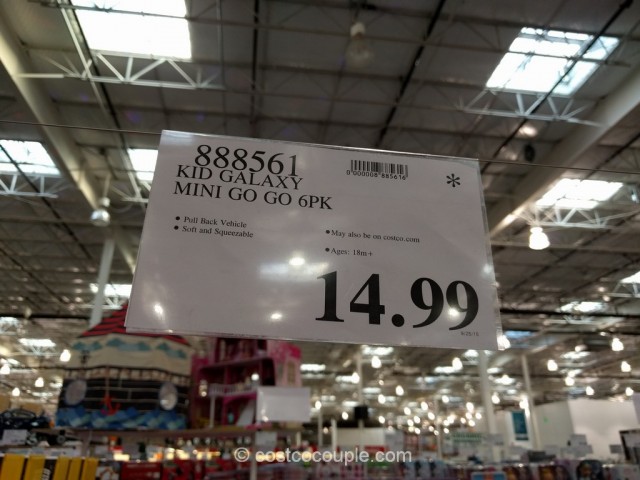 888561
KID GALAXY
MINI GO GO 6PK
*
• Pull Back Vehicle
• Soft and Squeezable
• May also be on costco.com
• Ages: 18m+
14.99
© costcocouple.com